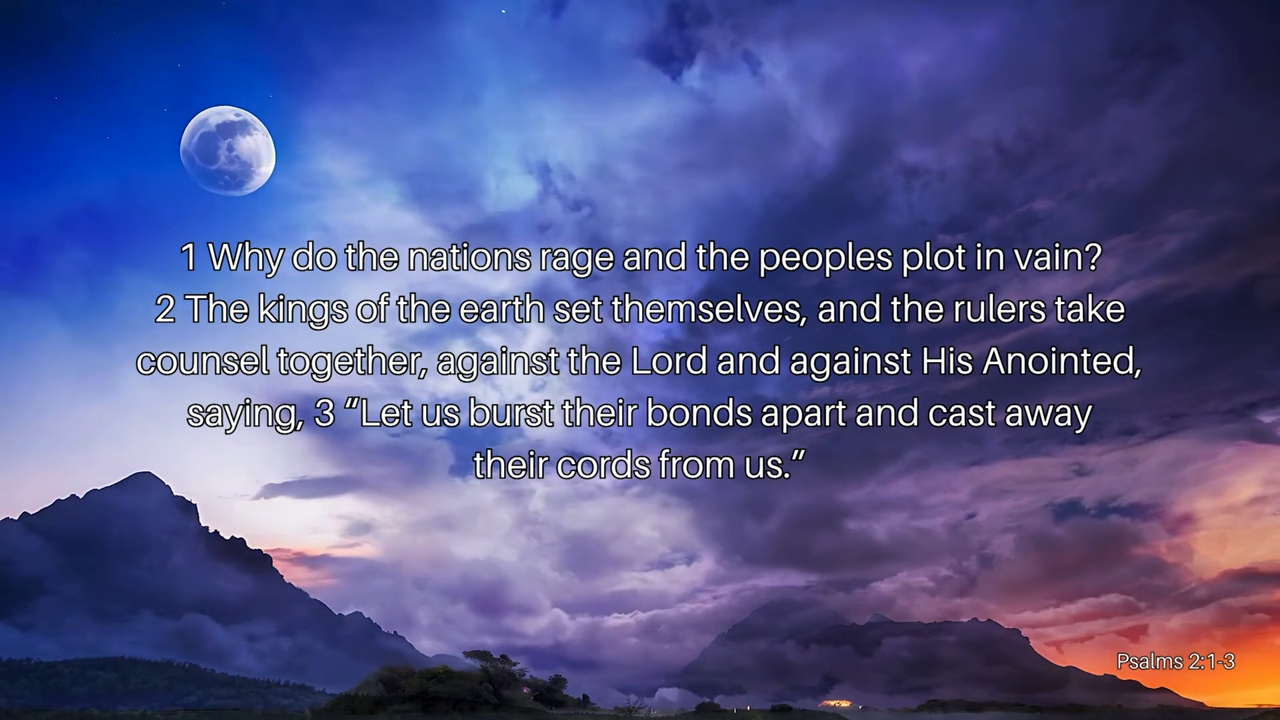 1 Why do the nations rage and the peoples plot in vain?
2 The kings of the earth set themselves, and the rulers take
counsel together, against the Lord and against His Anointed,
saying, 3 “Let us burst their bonds apart and cast away
their cords from us.”
Psalms 2:1-3